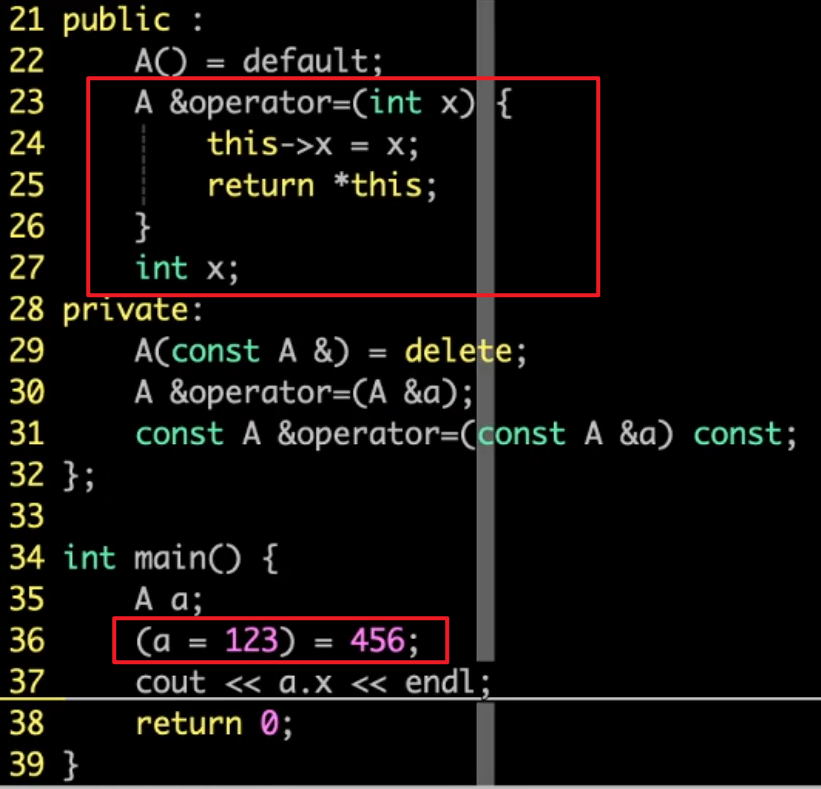 21 public :
22     A() = default;
23     A &operator=(int x) {
24         this->x = x;
25         return *this;
26     }
27     int x;
28 private:
29     A(const A &) = delete;
30     A &operator=(A &a);
31     const A &operator=(const A &a) const;
32 };
33
34 int main() {
35     A a;
36     (a = 123) = 456;
37     cout << a.x << endl;
38     return 0;
39 }